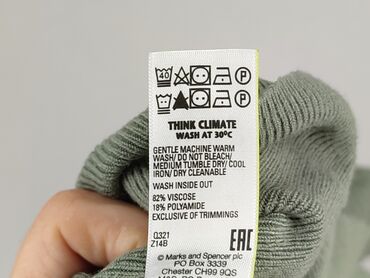 40 P
P
THINK CLIMATE
WASH AT 30ºC
GENTLE MACHINE WARM
WASH/DO NOT BLEACH/
MEDIUM TUMBLE DRY/COOL
IRON/DRY CLEANABLE
WASH INSIDE OUT
82% VISCOSE
18% POLYAMIDE
EXCLUSIVE OF TRIMMINGS
Q321
Z14B
EAC
© Marks and Spencer plc
PO BOX 3339
Chester CH99 9QS